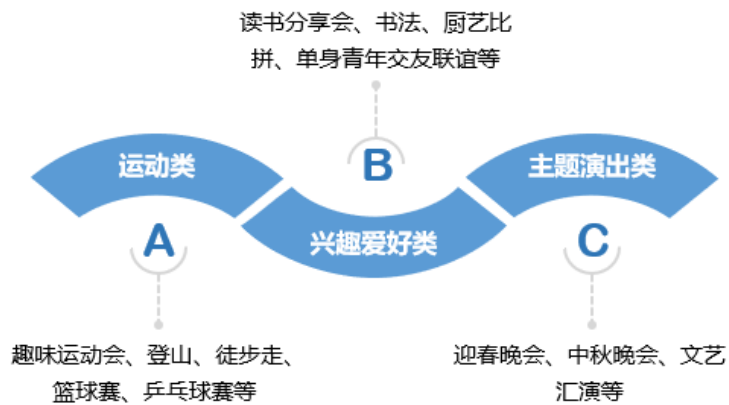 读书分享会、书法、厨艺比
拼、单身青年交友联谊等
运动类
B
主题演出类
A
兴趣爱好类
C
趣味运动会、登山、徒步走、
篮球赛、乒乓球赛等
迎春晚会、中秋晚会、文艺
汇演等